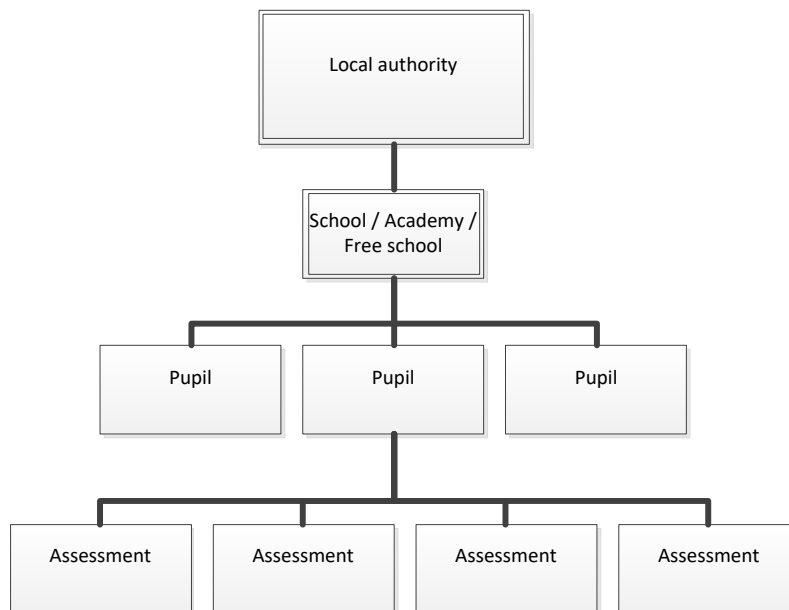 Local authority
School / Academy /
Free school
Pupil
Pupil
Pupil
Assessment
Assessment
Assessment
Assessment